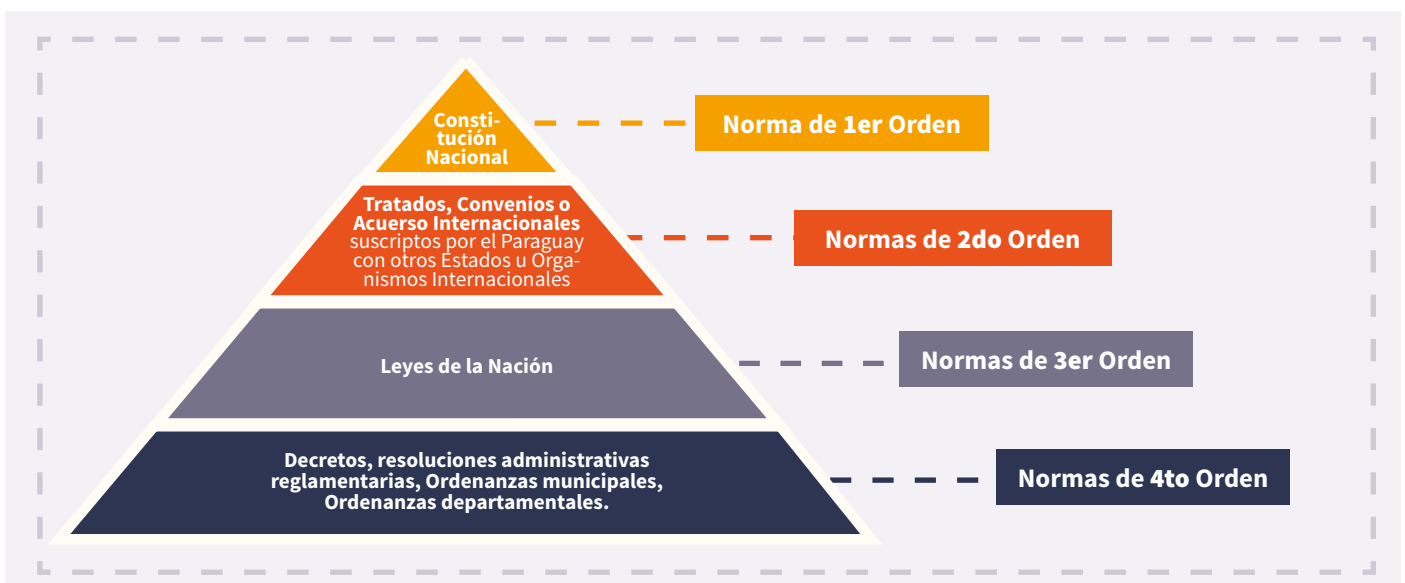 Consti-
tución
Nacional
Norma de 1er Orden
Tratados, Convenios o
Acuerso Internacionales
suscriptos por el Paraguay
con otros Estados u Orga-
nismos Internacionales
Normas de 2do Orden
Leyes de la Nación
Normas de 3er Orden
Decretos, resoluciones administrativas
reglamentarias, Ordenanzas municipales,
Ordenanzas departamentales.
Normas de 4to Orden